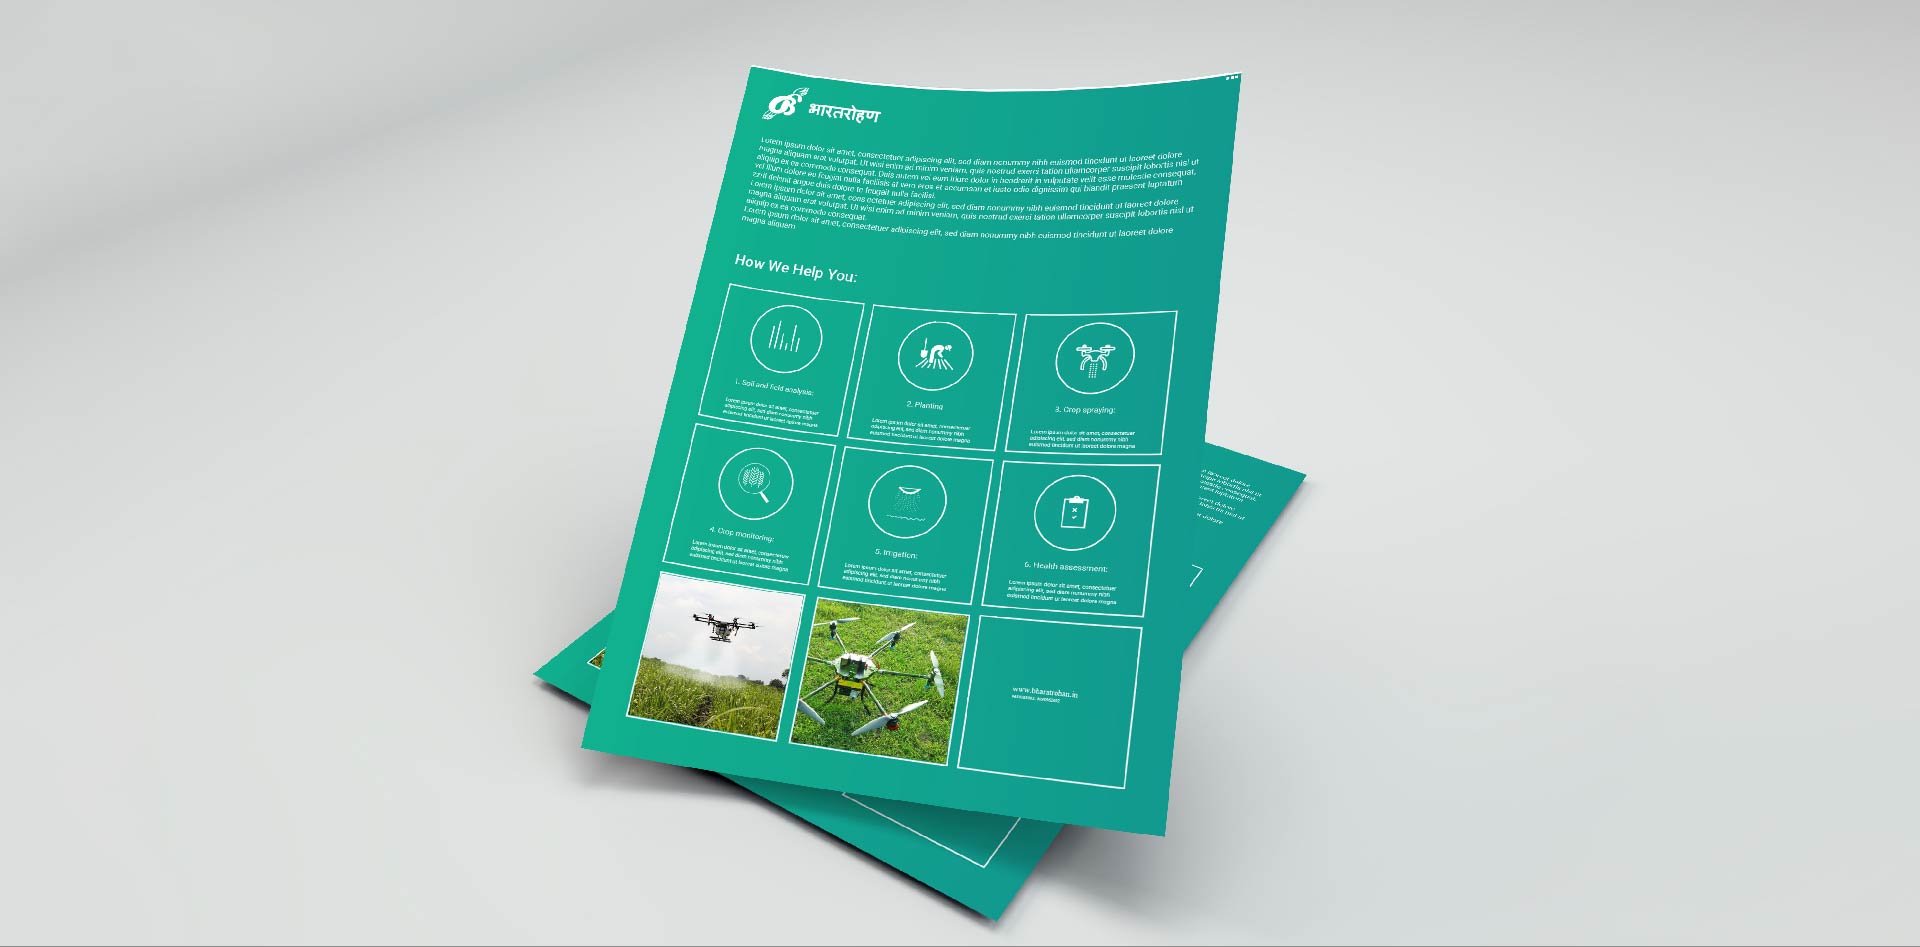 भारतरोहण
Lorem ipsum dolor sit amet, consectetuer adipiscing elit, sed diam nonummy nibh euismod tincidunt ut laoreet dolore
magna aliquam erat volutpat. Ut wisi enim ad minim veniam, quis nostrud exerci tation ullamcorper suscipit lobortis nisl ut
aliquip ex ea commodo consequat. Duis autem vel eum iriure dolor in hendrerit in vulputate velit esse molestie consequat,
vel illum dolore eu feugiat nulla facilisis at vero eros et accumsan et iusto odio dignissim qui blandit praesent luptatum
zzril delenit augue duis dolore te feugait nulla facilisi.
Lorem ipsum dolor sit amet, cons ectetuer adipiscing elit, sed diam nonummy nibh euismod tincidunt ut laoreet dolore
magna aliquam erat volutpat. Ut wisi enim ad minim veniam, quis nostrud exerci tation ullamcorper suscipit lobortis nisl ut
aliquip ex ea commodo consequat.
Lorem ipsum dolor sit amet, consectetuer adipiscing elit, sed diam nonummy nibh euismod tincidunt ut laoreet dolore
magna aliquam
How We Help You:
1. Soil and field analysis:
Lorem ipsum dolor sit amet, consectetuer
adipiscing elit, sed diam nonummy nibh
euismod tincidunt ut laoreet dolore magna
2. Planting
Lorem ipsum dolor sit amet, consectetuer
adipiscing elit, sed diam nonummy nibh
euismod tincidunt ut laoreet dolore magna
3. Crop spraying:
Lorem ipsum dolor sit amet, consectetuer
adipiscing elit, sed diam nonummy nibh
euismod tincidunt ut laoreet dolore magna
4. Crop monitoring:
Lorem ipsum dolor sit amet, consectetuer
adipiscing elit, sed diam nonummy nibh
euismod tincidunt ut laoreet dolore magna
5. Irrigation:
Lorem ipsum dolor sit amet, consectetuer
adipiscing elit, sed diam nonummy nibh
euismod tincidunt ut laoreet dolore magna
6. Health assessment:
Lorem ipsum dolor sit amet, consectetuer
adipiscing elit, sed diam nonummy nibh
euismod tincidunt ut laoreet dolore magna
www.bharatrohan.in